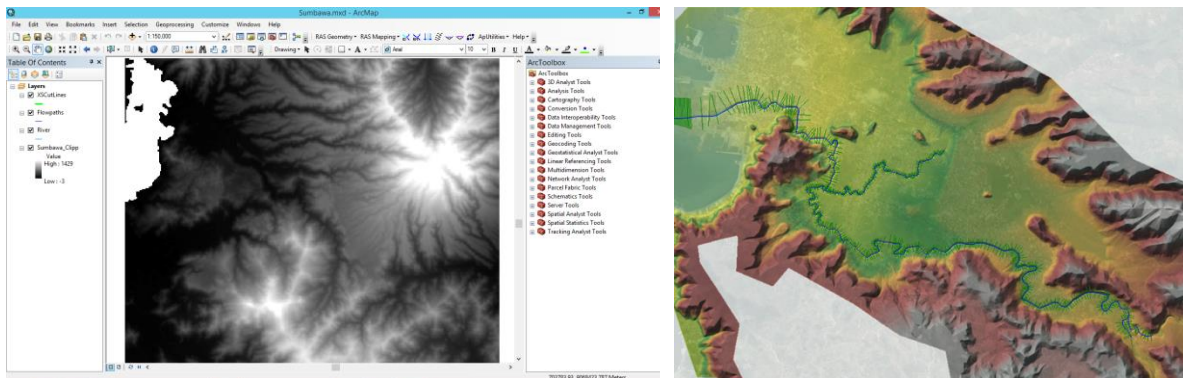 Sumbawa.mxd - ArcMap
File Edit View Bookmarks Insert Selection Geoprocessing Customize Windows Help
1:150,000 RAS Geometry RAS Mapping ApUtilities Help
Drawing Arial 10 B I U A
Table Of Contents
Layers
XSCutLines
Flowpaths
River
Sumbawa_Clipp
Value
High : 1429
Low : -3
ArcToolbox
ArcToolbox
3D Analyst Tools
Analysis Tools
Cartography Tools
Conversion Tools
Data Interoperability Tools
Data Management Tools
Editing Tools
Geocoding Tools
Geostatistical Analyst Tools
Linear Referencing Tools
Multidimension Tools
Network Analyst Tools
Parcel Fabric Tools
Schematics Tools
Server Tools
Spatial Analyst Tools
Spatial Statistics Tools
Tracking Analyst Tools